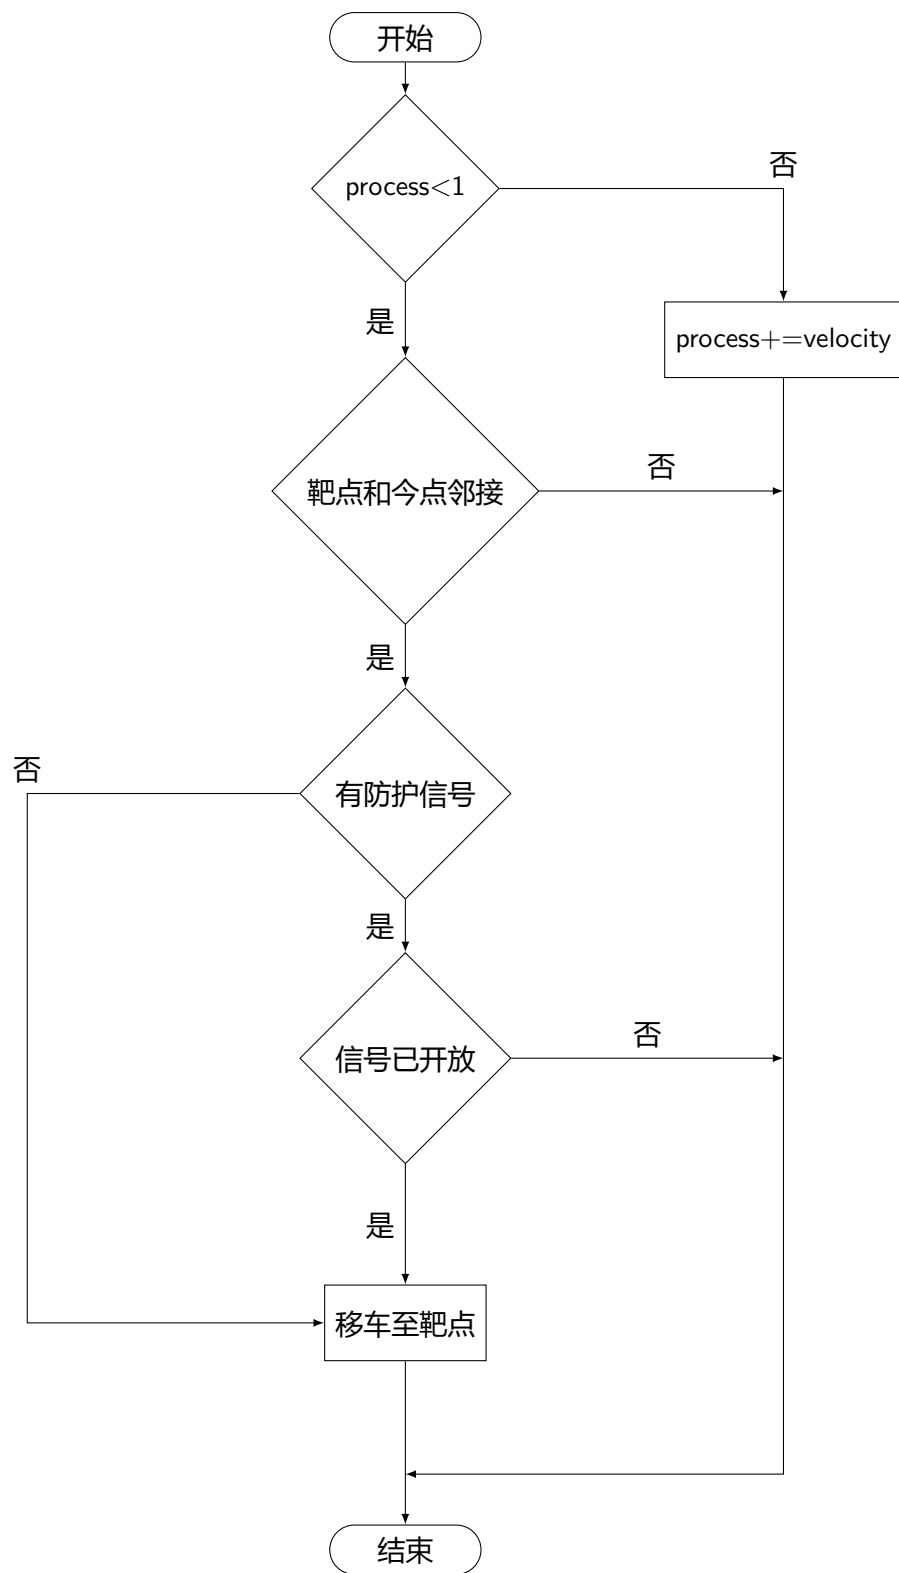 开始
process<1
否
是
process+=velocity
靶点和今点邻接
否
是
否
有防护信号
是
信号已开放
否
是
移车至靶点
结束